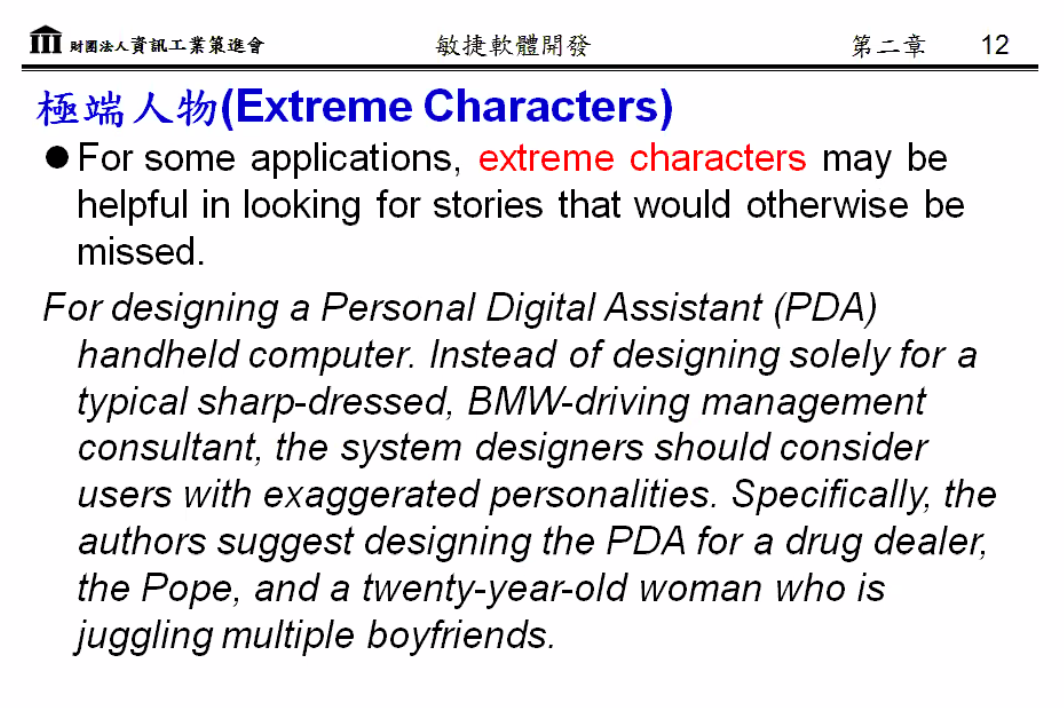 財團法人資訊工業策進會 敏捷軟體開發 第二章 12
極端人物(Extreme Characters)
●For some applications, extreme characters may be
helpful in looking for stories that would otherwise be
missed.
For designing a Personal Digital Assistant (PDA)
handheld computer. Instead of designing solely for a
typical sharp-dressed, BMW-driving management
consultant, the system designers should consider
users with exaggerated personalities. Specifically, the
authors suggest designing the PDA for a drug dealer,
the Pope, and a twenty-year-old woman who is
juggling multiple boyfriends.